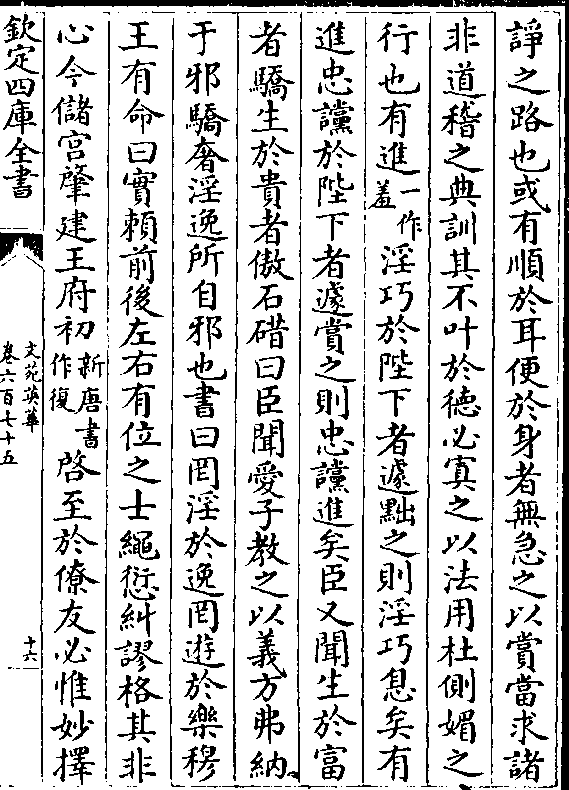 諍之路也或有順於耳便於身者無急之以賞當求諸
非道稽之典訓其不叶於德必寘之以法用杜側媚之
行也有進一作羞淫巧於陛下者遽黜之則淫巧息矣有
進忠讜於陛下者遽賞之則忠讜進矣臣又聞生於富
者驕生於貴者傲石碏曰臣聞愛子教之以義方弗納
于邪驕奢淫逸所自邪也書曰罔淫於逸罔遊於樂穆
王有命曰實賴前後左右有位之士繩愆糾謬格其非
心今儲宮肇建王府初新唐書作復啓至於僚友必惟妙擇
欽定四庫全書
文苑英華
卷六百七十五
十六